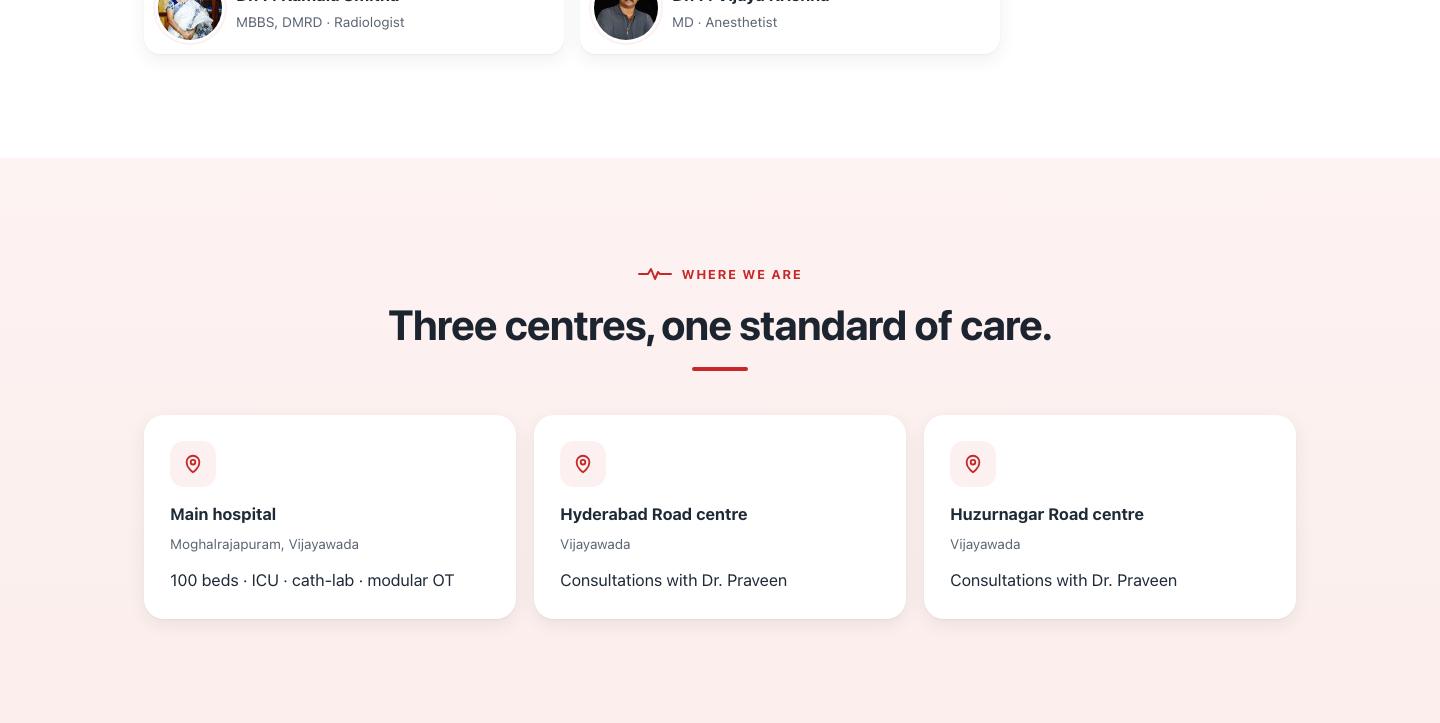 MBBS, DMRD · Radiologist
MD · Anesthetist
WHERE WE ARE
Three centres, one standard of care.
Main hospital
Moghalrajapuram, Vijayawada
100 beds · ICU · cath-lab · modular OT
Hyderabad Road centre
Vijayawada
Consultations with Dr. Praveen
Huzurnagar Road centre
Vijayawada
Consultations with Dr. Praveen